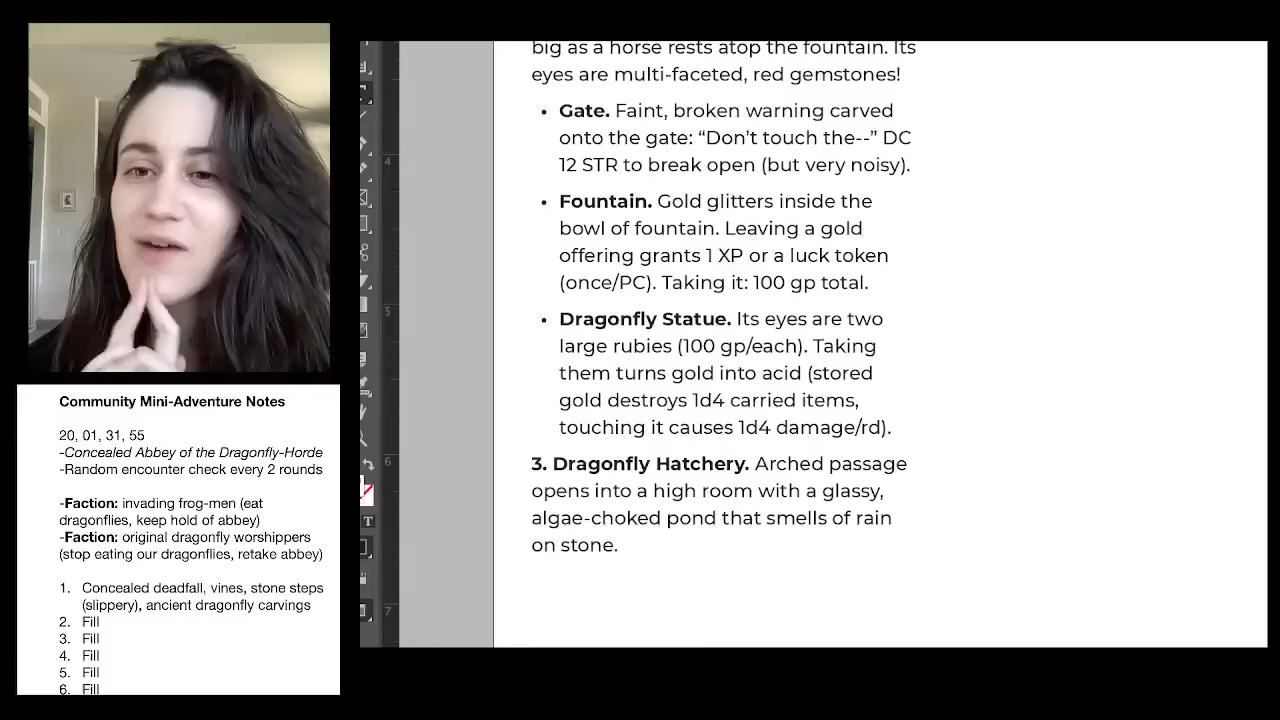 Community Mini-Adventure Notes
20, 01, 31, 55
-Concealed Abbey of the Dragonfly-Horde
-Random encounter check every 2 rounds
-Faction: invading frog-men (eat
dragonflies, keep hold of abbey)
-Faction: original dragonfly worshippers
(stop eating our dragonflies, retake abbey)
1. Concealed deadfall, vines, stone steps
(slippery), ancient dragonfly carvings
2. Fill
3. Fill
4. Fill
5. Fill
6. Fill
4
5
6
7
T
big as a horse rests atop the fountain. Its
eyes are multi-faceted, red gemstones!
• Gate. Faint, broken warning carved
onto the gate: “Don’t touch the--” DC
12 STR to break open (but very noisy).
• Fountain. Gold glitters inside the
bowl of fountain. Leaving a gold
offering grants 1 XP or a luck token
(once/PC). Taking it: 100 gp total.
• Dragonfly Statue. Its eyes are two
large rubies (100 gp/each). Taking
them turns gold into acid (stored
gold destroys 1d4 carried items,
touching it causes 1d4 damage/rd).
3. Dragonfly Hatchery. Arched passage
opens into a high room with a glassy,
algae-choked pond that smells of rain
on stone.